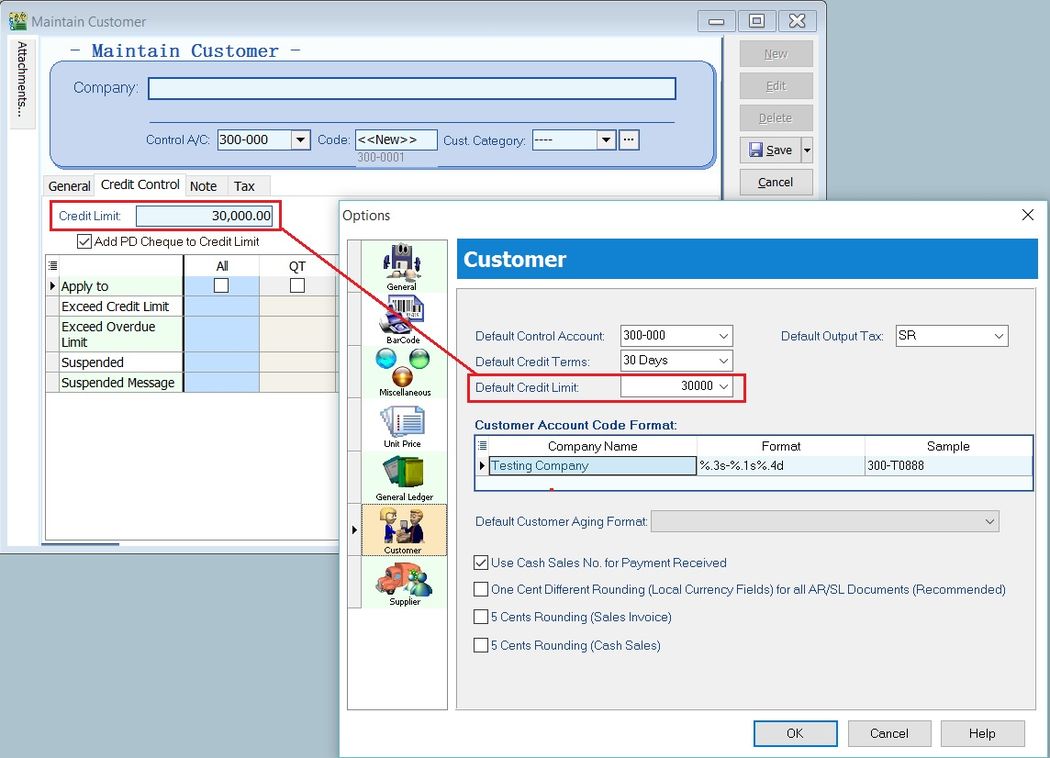 Maintain Customer
Attachments...
- Maintain Customer -
Company:
Control A/C: 300-000 Code: <<New>> Cust. Category: ---- ...
300-0001
New
Edit
Delete
Save
Cancel
General Credit Control Note Tax
Credit Limit: 30,000.00
Add PD Cheque to Credit Limit
All QT
Apply to
Exceed Credit Limit
Exceed Overdue
Limit
Suspended
Suspended Message
Options
General
BarCode
Miscellaneous
Unit Price
General Ledger
Customer
Supplier
Customer
Default Control Account: 300-000 Default Output Tax: SR
Default Credit Terms: 30 Days
Default Credit Limit: 30000
Customer Account Code Format:
Company Name Format Sample
Testing Company %.3s-%.1s%.4d 300-T0888
Default Customer Aging Format:
Use Cash Sales No. for Payment Received
One Cent Different Rounding (Local Currency Fields) for all AR/SL Documents (Recommended)
5 Cents Rounding (Sales Invoice)
5 Cents Rounding (Cash Sales)
OK Cancel Help